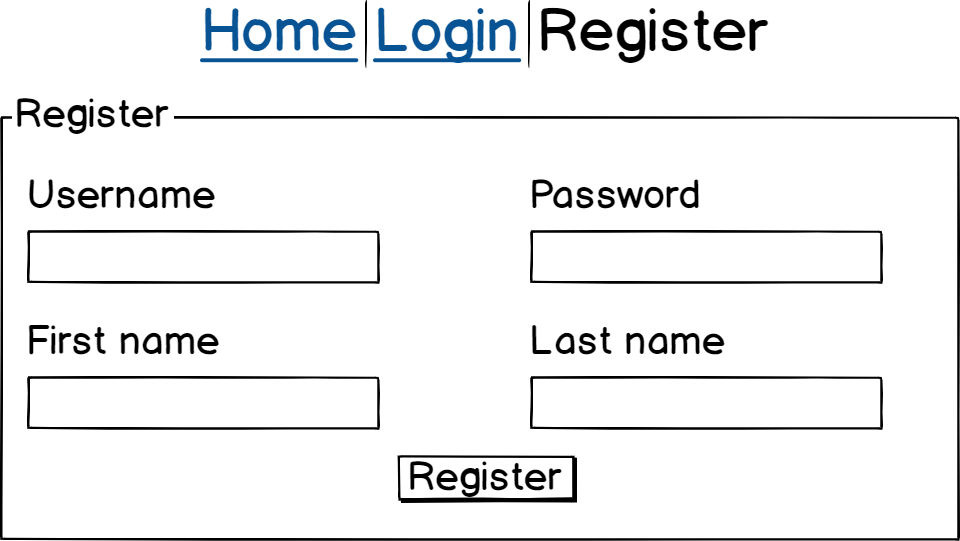 Home Login Register
Register
Username Password
First name Last name
Register